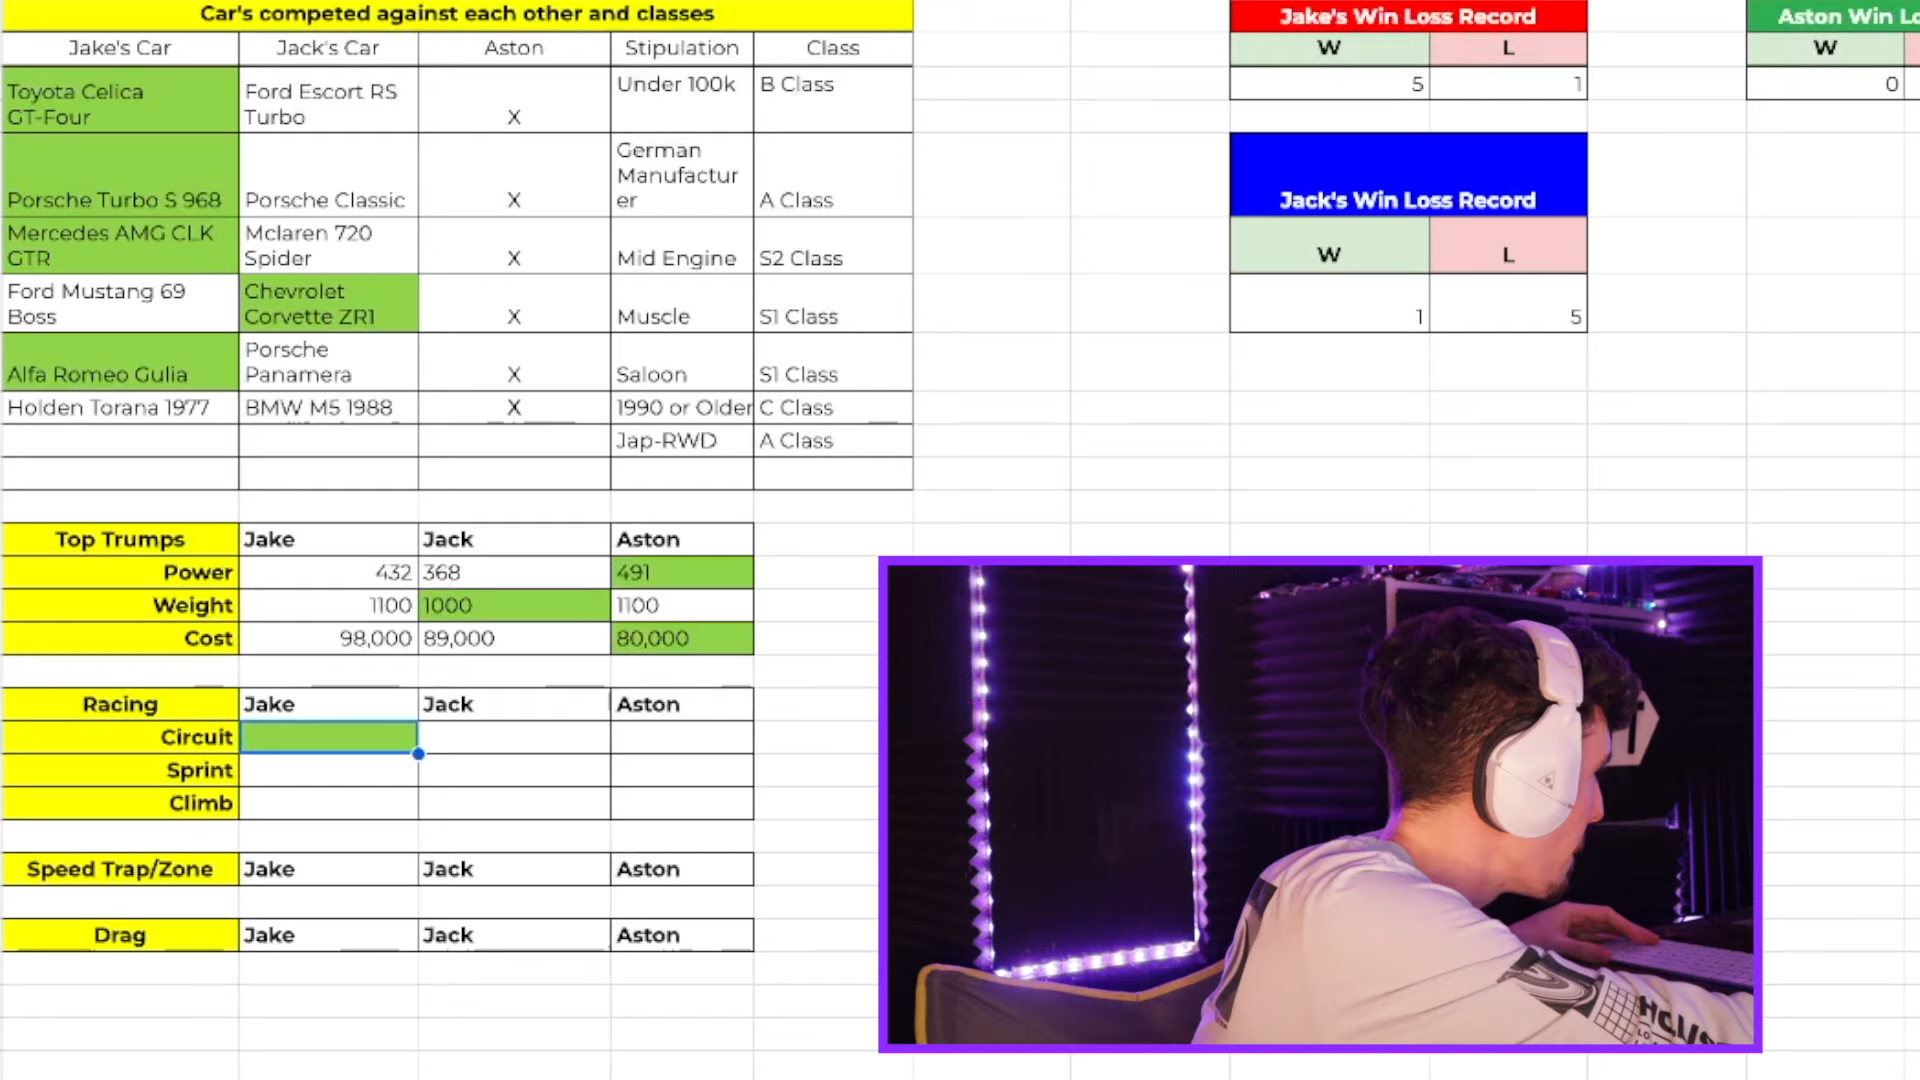 Car's competed against each other and classes
Jake's Car Jack's Car Aston Stipulation Class
Toyota Celica GT-Four Ford Escort RS Turbo X Under 100k B Class
Porsche Turbo S 968 Porsche Classic X German Manufacturer A Class
Mercedes AMG CLK GTR Mclaren 720 Spider X Mid Engine S2 Class
Ford Mustang 69 Boss Chevrolet Corvette ZR1 X Muscle S1 Class
Alfa Romeo Gulia Porsche Panamera X Saloon S1 Class
Holden Torana 1977 BMW M5 1988 X 1990 or Older C Class
Jap-RWD A Class
Jake's Win Loss Record
W L
5 1
Aston Win Lo
W
0
Jack's Win Loss Record
W L
1 5
Top Trumps Jake Jack Aston
Power 432 368 491
Weight 1100 1000 1100
Cost 98,000 89,000 80,000
Racing Jake Jack Aston
Circuit
Sprint
Climb
Speed Trap/Zone Jake Jack Aston
Drag Jake Jack Aston